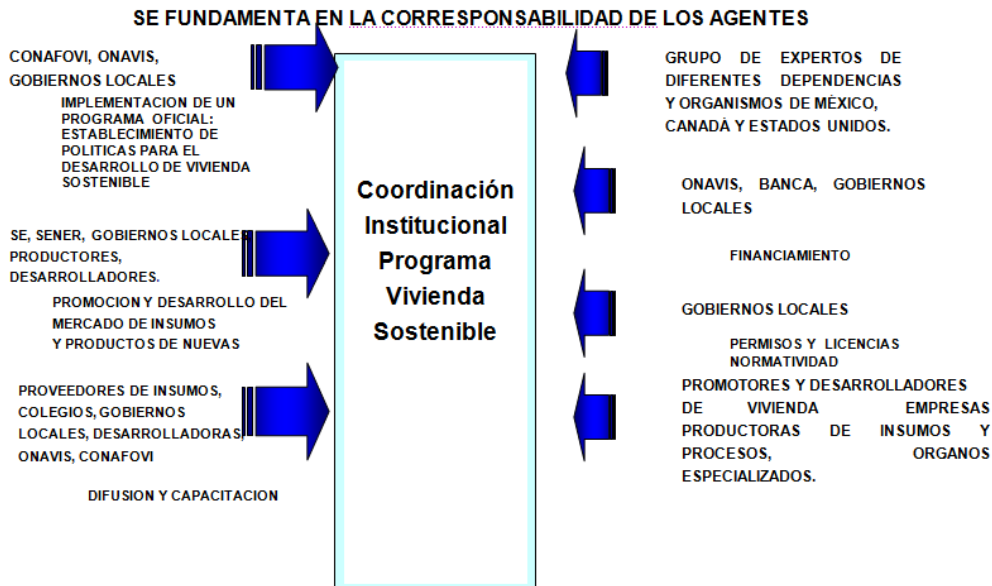 SE FUNDAMENTA EN LA CORRESPONSABILIDAD DE LOS AGENTES
CONAFOVI, ONAVIS,
GOBIERNOS LOCALES
IMPLEMENTACION DE UN
PROGRAMA OFICIAL:
ESTABLECIMIENTO DE
POLITICAS PARA EL
DESARROLLO DE VIVIENDA
SOSTENIBLE
SE, SENER, GOBIERNOS LOCALES
PRODUCTORES,
DESARROLLADORES.
PROMOCION Y DESARROLLO DEL
MERCADO DE INSUMOS
Y PRODUCTOS DE NUEVAS
PROVEEDORES DE INSUMOS,
COLEGIOS, GOBIERNOS
LOCALES, DESARROLLADORAS,
ONAVIS, CONAFOVI
DIFUSION Y CAPACITACION
Coordinación
Institucional
Programa
Vivienda
Sostenible
GRUPO DE EXPERTOS DE
DIFERENTES DEPENDENCIAS
Y ORGANISMOS DE MÉXICO,
CANADÀ Y ESTADOS UNIDOS.
ONAVIS, BANCA, GOBIERNOS
LOCALES
FINANCIAMIENTO
GOBIERNOS LOCALES
PERMISOS Y LICENCIAS
NORMATIVIDAD
PROMOTORES Y DESARROLLADORES
DE VIVIENDA EMPRESAS
PRODUCTORAS DE INSUMOS Y
PROCESOS, ORGANOS
ESPECIALIZADOS.